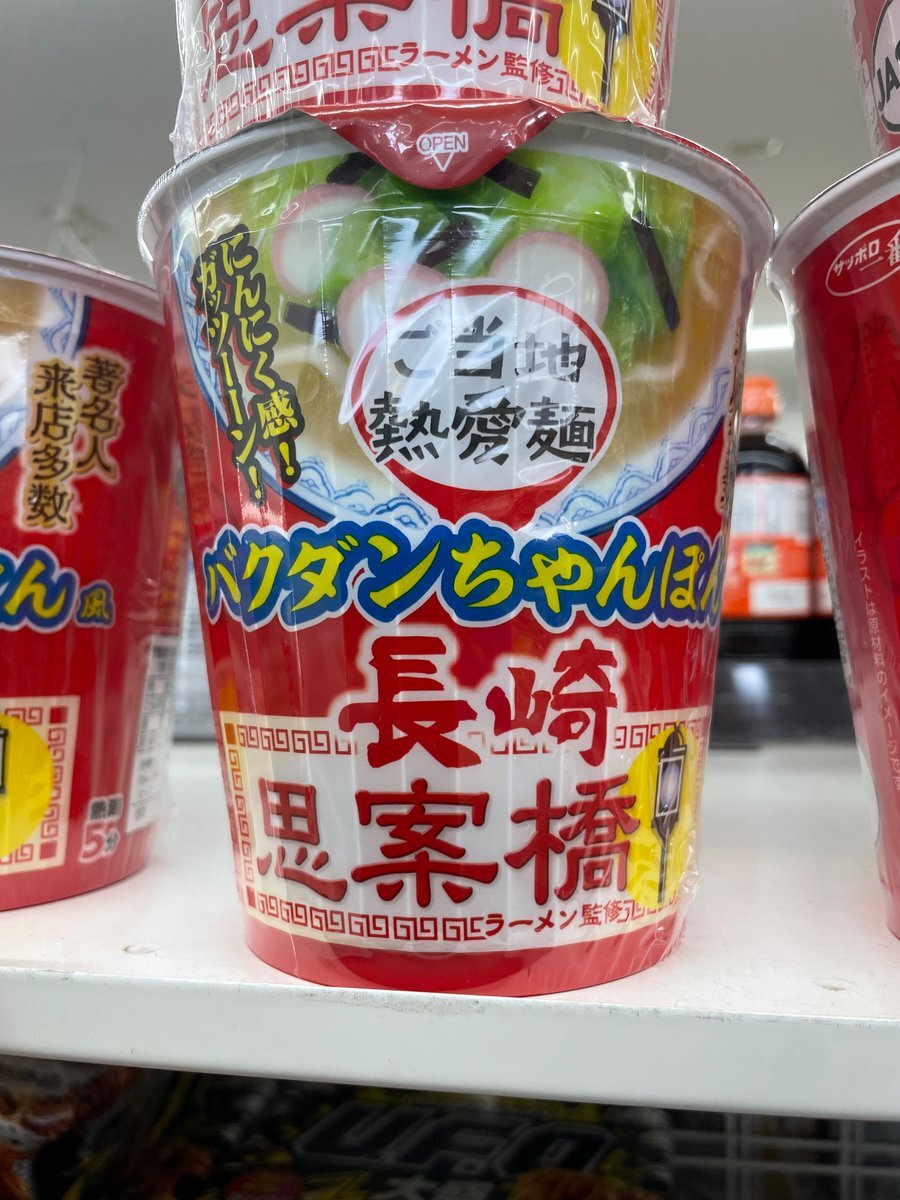 思案橋
ラーメン監修
OPEN
にんにく感!
ガツーーン!
ご当地
熱愛麺
バクダンちゃんぽん
長崎
思案橋
ラーメン監修
著名人
来店多数
ん風
熱湯
5分
サッポロ
一番
イラストは原材料のイメージです
JAS
U.F.O.